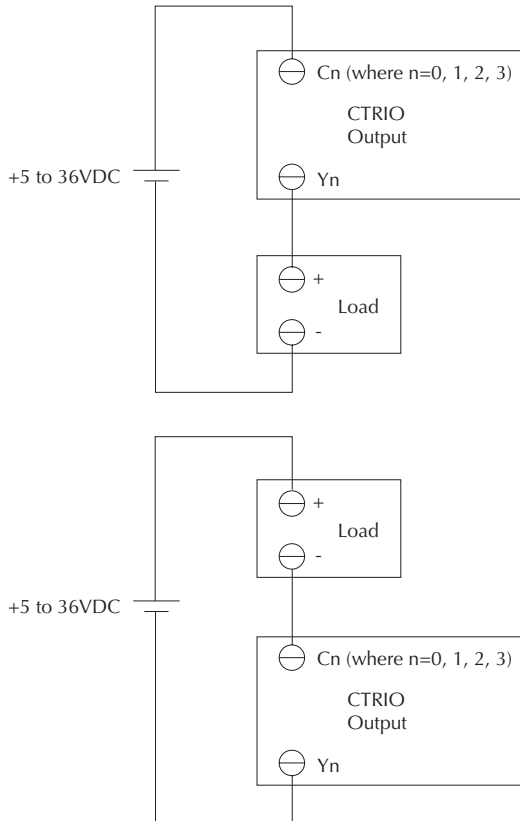 Cn (where n=0, 1, 2, 3)
CTRIO
Output
+5 to 36VDC
Yn
+
Load
-
+
Load
-
+5 to 36VDC
Cn (where n=0, 1, 2, 3)
CTRIO
Output
Yn